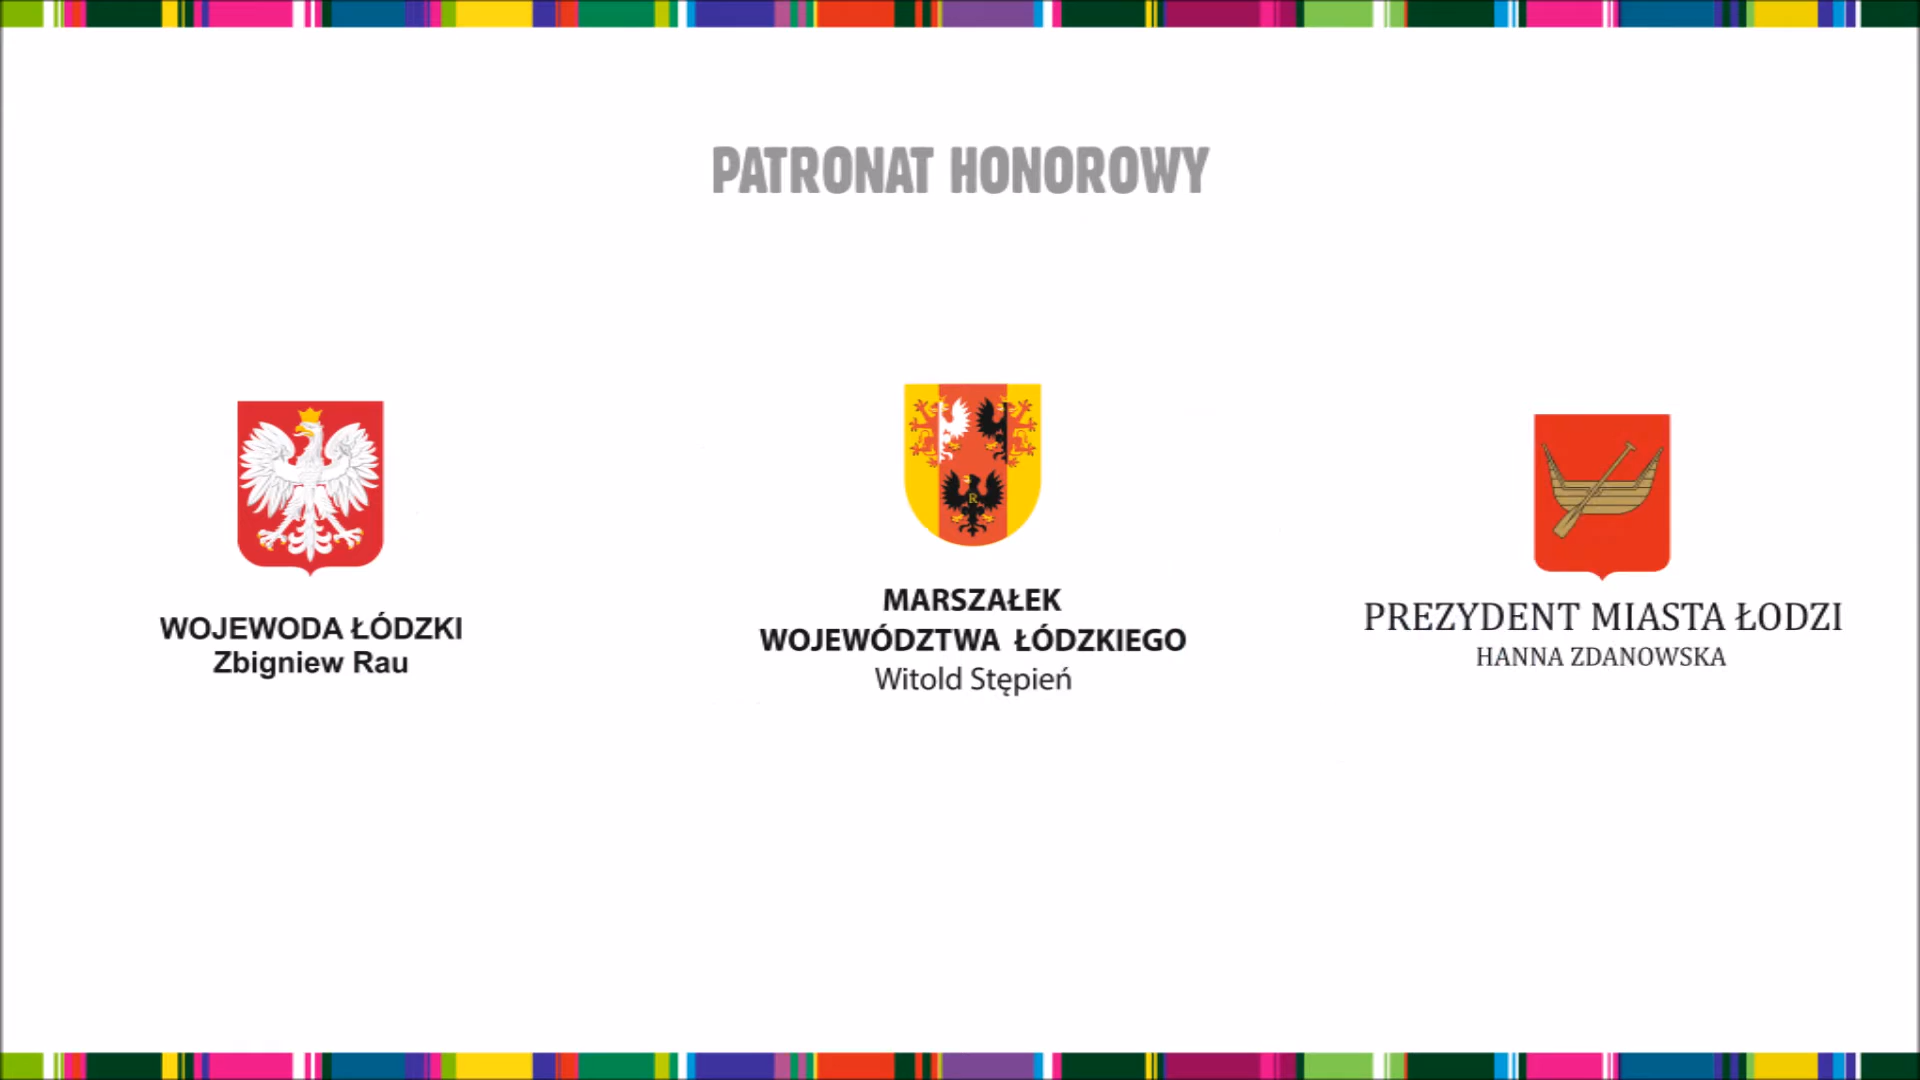 PATRONAT HONOROWY
WOJEWODA ŁÓDZKI
Zbigniew Rau
MARSZAŁEK
WOJEWÓDZTWA ŁÓDZKIEGO
Witold Stępień
PREZYDENT MIASTA ŁODZI
HANNA ZDANOWSKA